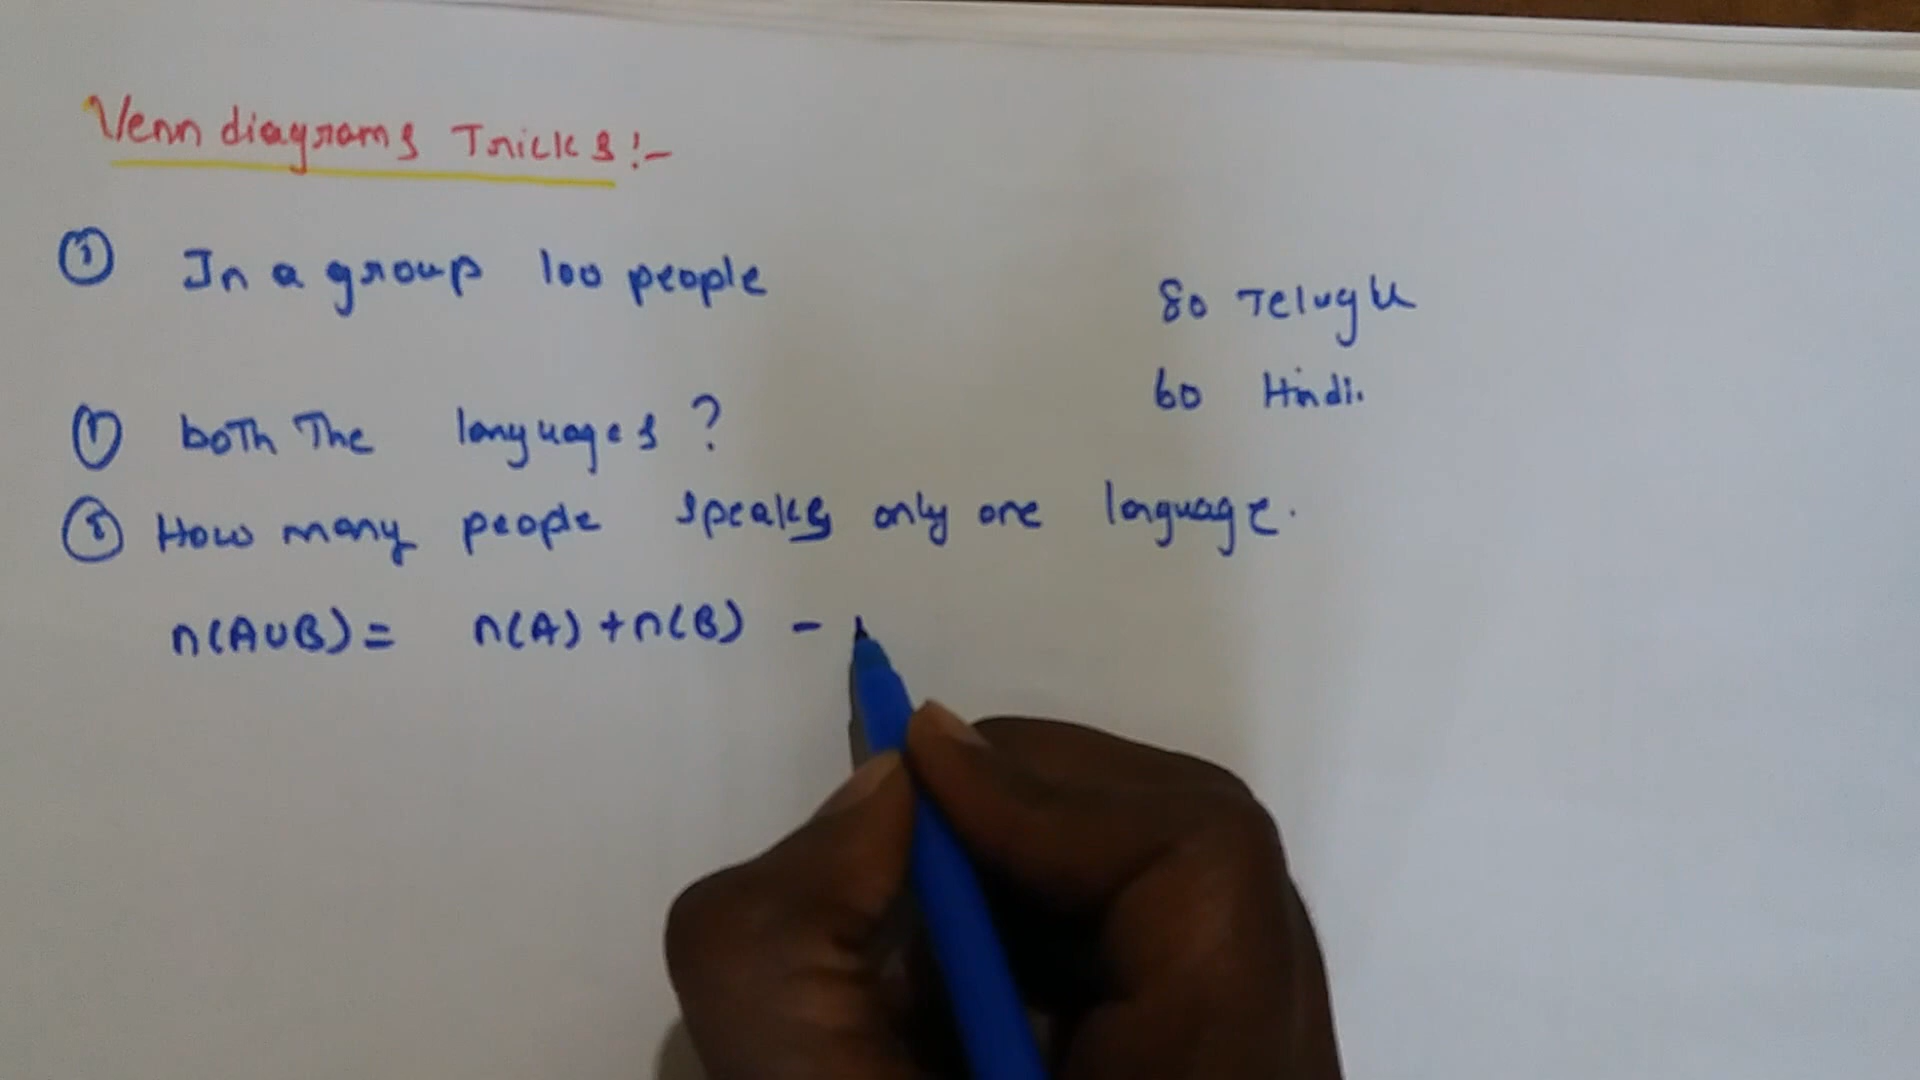 Venn diagrams Tricks:-
① In a group 100 people
80 Telugu
60 Hindi.
① both The languages ?
② How many people speaks only one language.
n(AUB) = n(A) + n(B) -